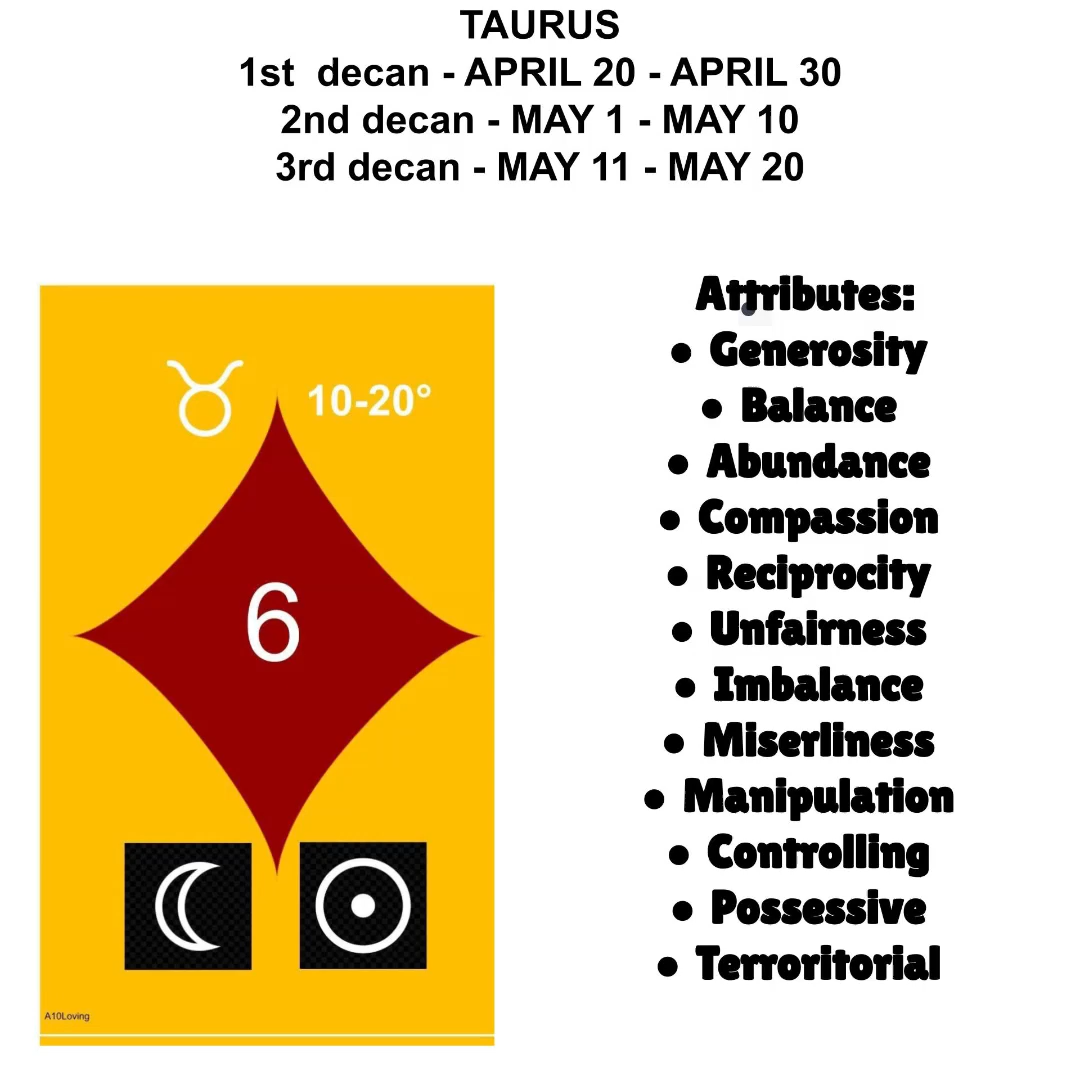 TAURUS
1st decan - APRIL 20 - APRIL 30
2nd decan - MAY 1 - MAY 10
3rd decan - MAY 11 - MAY 20
10-20°
6
A10Loving
Attributes:
• Generosity
• Balance
• Abundance
• Compassion
• Reciprocity
• Unfairness
• Imbalance
• Miserliness
• Manipulation
• Controlling
• Possessive
• Terroritorial